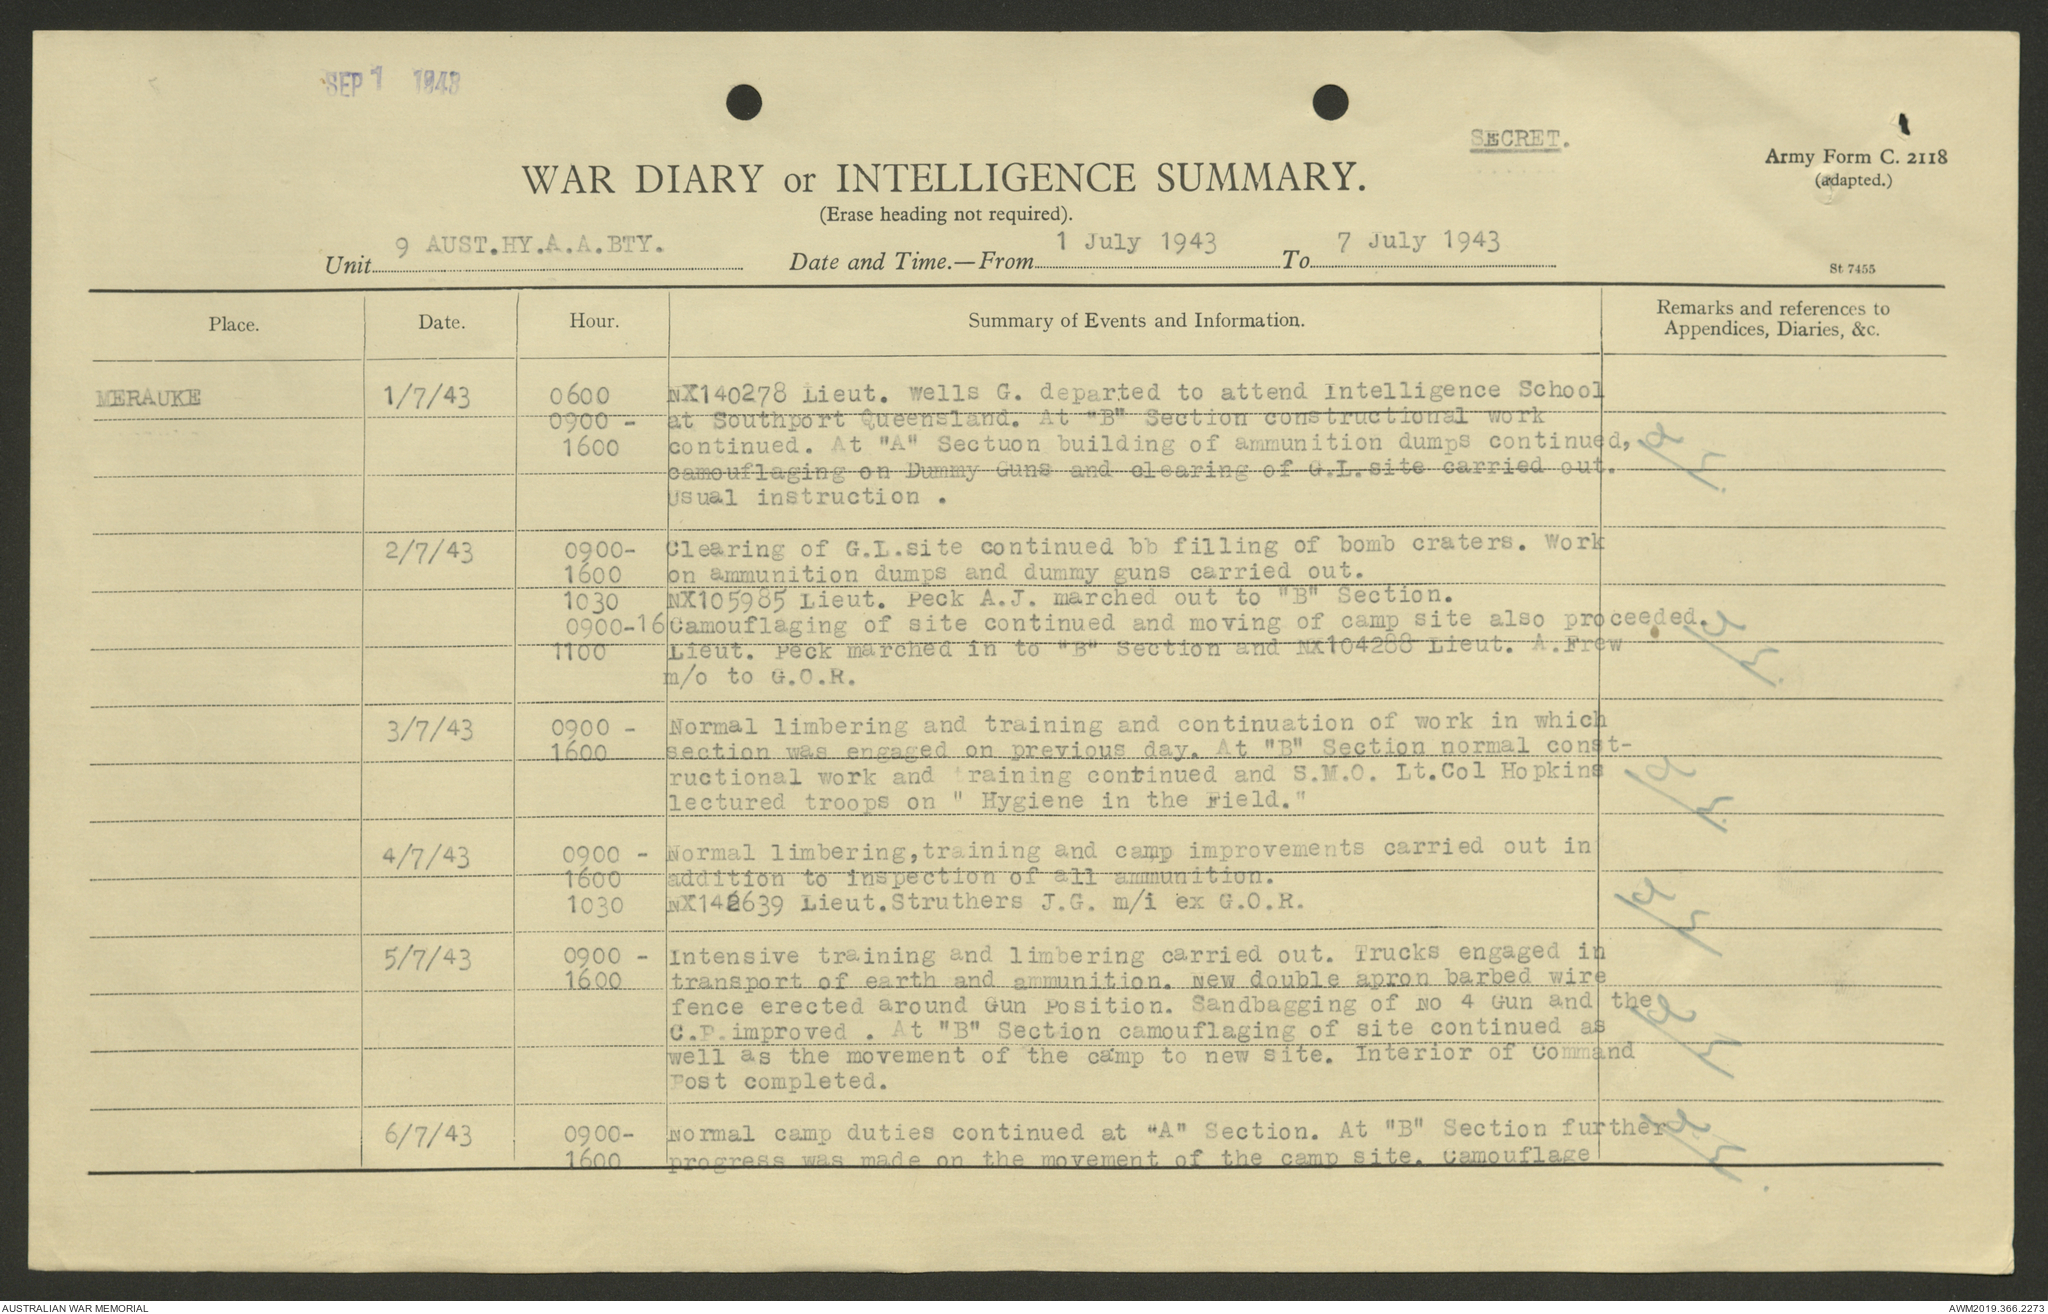 SEP 1 1943
SECRET.
Army Form C. 2118
(adapted.)
WAR DIARY or INTELLIGENCE SUMMARY.
(Erase heading not required).
Unit 9 AUST.HY.A.A.BTY. Date and Time.—From 1 July 1943 To 7 July 1943
St 7455
Place. Date. Hour. Summary of Events and Information. Remarks and references to
Appendices, Diaries, &c.
MERAUKE 1/7/43 0600 NX140278 Lieut. Wells G. departed to attend Intelligence School
0900 - at Southport Queensland. At "B" Section constructional work
1600 continued. At "A" Sectuon building of ammunition dumps continued,
camouflaging on Dummy Guns and clearing of G.L.site carried out.
Usual instruction .
2/7/43 0900- Clearing of G.L.site continued bb filling of bomb craters. Work
1600 on ammunition dumps and dummy guns carried out.
1030 NX105985 Lieut. Peck A.J. marched out to "B" Section.
0900-16 Camouflaging of site continued and moving of camp site also proceeded.
1100 Lieut. Peck marched in to "B" Section and NX104288 Lieut. A.Frew
m/o to G.O.R.
3/7/43 0900 - Normal limbering and training and continuation of work in which
1600 section was engaged on previous day. At "B" Section normal const-
ructional work and training continued and S.M.O. Lt.Col Hopkins
lectured troops on " Hygiene in the Field."
4/7/43 0900 - Normal limbering,training and camp improvements carried out in
1600 addition to inspection of all ammunition.
1030 Lieut.Struthers J.G. m/i ex G.O.R.
5/7/43 0900 - Intensive training and limbering carried out. Trucks engaged in
1600 transport of earth and ammunition. New double apron barbed wire
fence erected around Gun Position. Sandbagging of No 4 Gun and the
C.P.improved . At "B" Section camouflaging of site continued as
well as the movement of the camp to new site. Interior of Command
Post completed.
6/7/43 0900- Normal camp duties continued at "A" Section. At "B" Section further
1600 progress was made on the movement of the camp site. Camouflage
AUSTRALIAN WAR MEMORIAL
AWM2019.366.2273